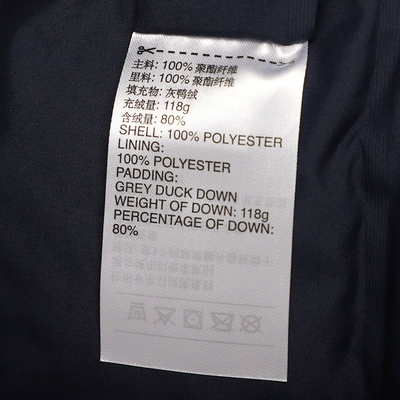 主料: 100% 聚酯纤维
里料: 100% 聚酯纤维
填充物: 灰鸭绒
充绒量: 118g
含绒量: 80%
SHELL: 100% POLYESTER
LINING:
100% POLYESTER
PADDING:
GREY DUCK DOWN
WEIGHT OF DOWN: 118g
PERCENTAGE OF DOWN:
80%